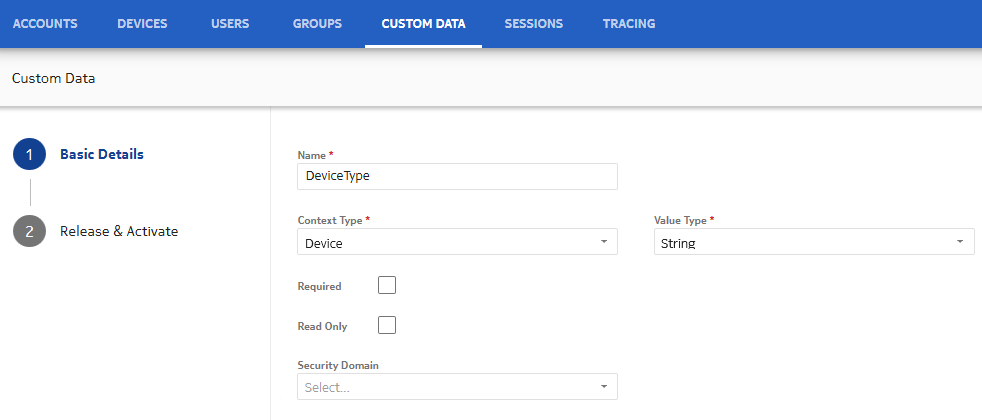 ACCOUNTS DEVICES USERS GROUPS CUSTOM DATA SESSIONS TRACING
Custom Data
1 Basic Details
2 Release & Activate
Name *
DeviceType
Context Type * Value Type *
Device String
Required
Read Only
Security Domain
Select...